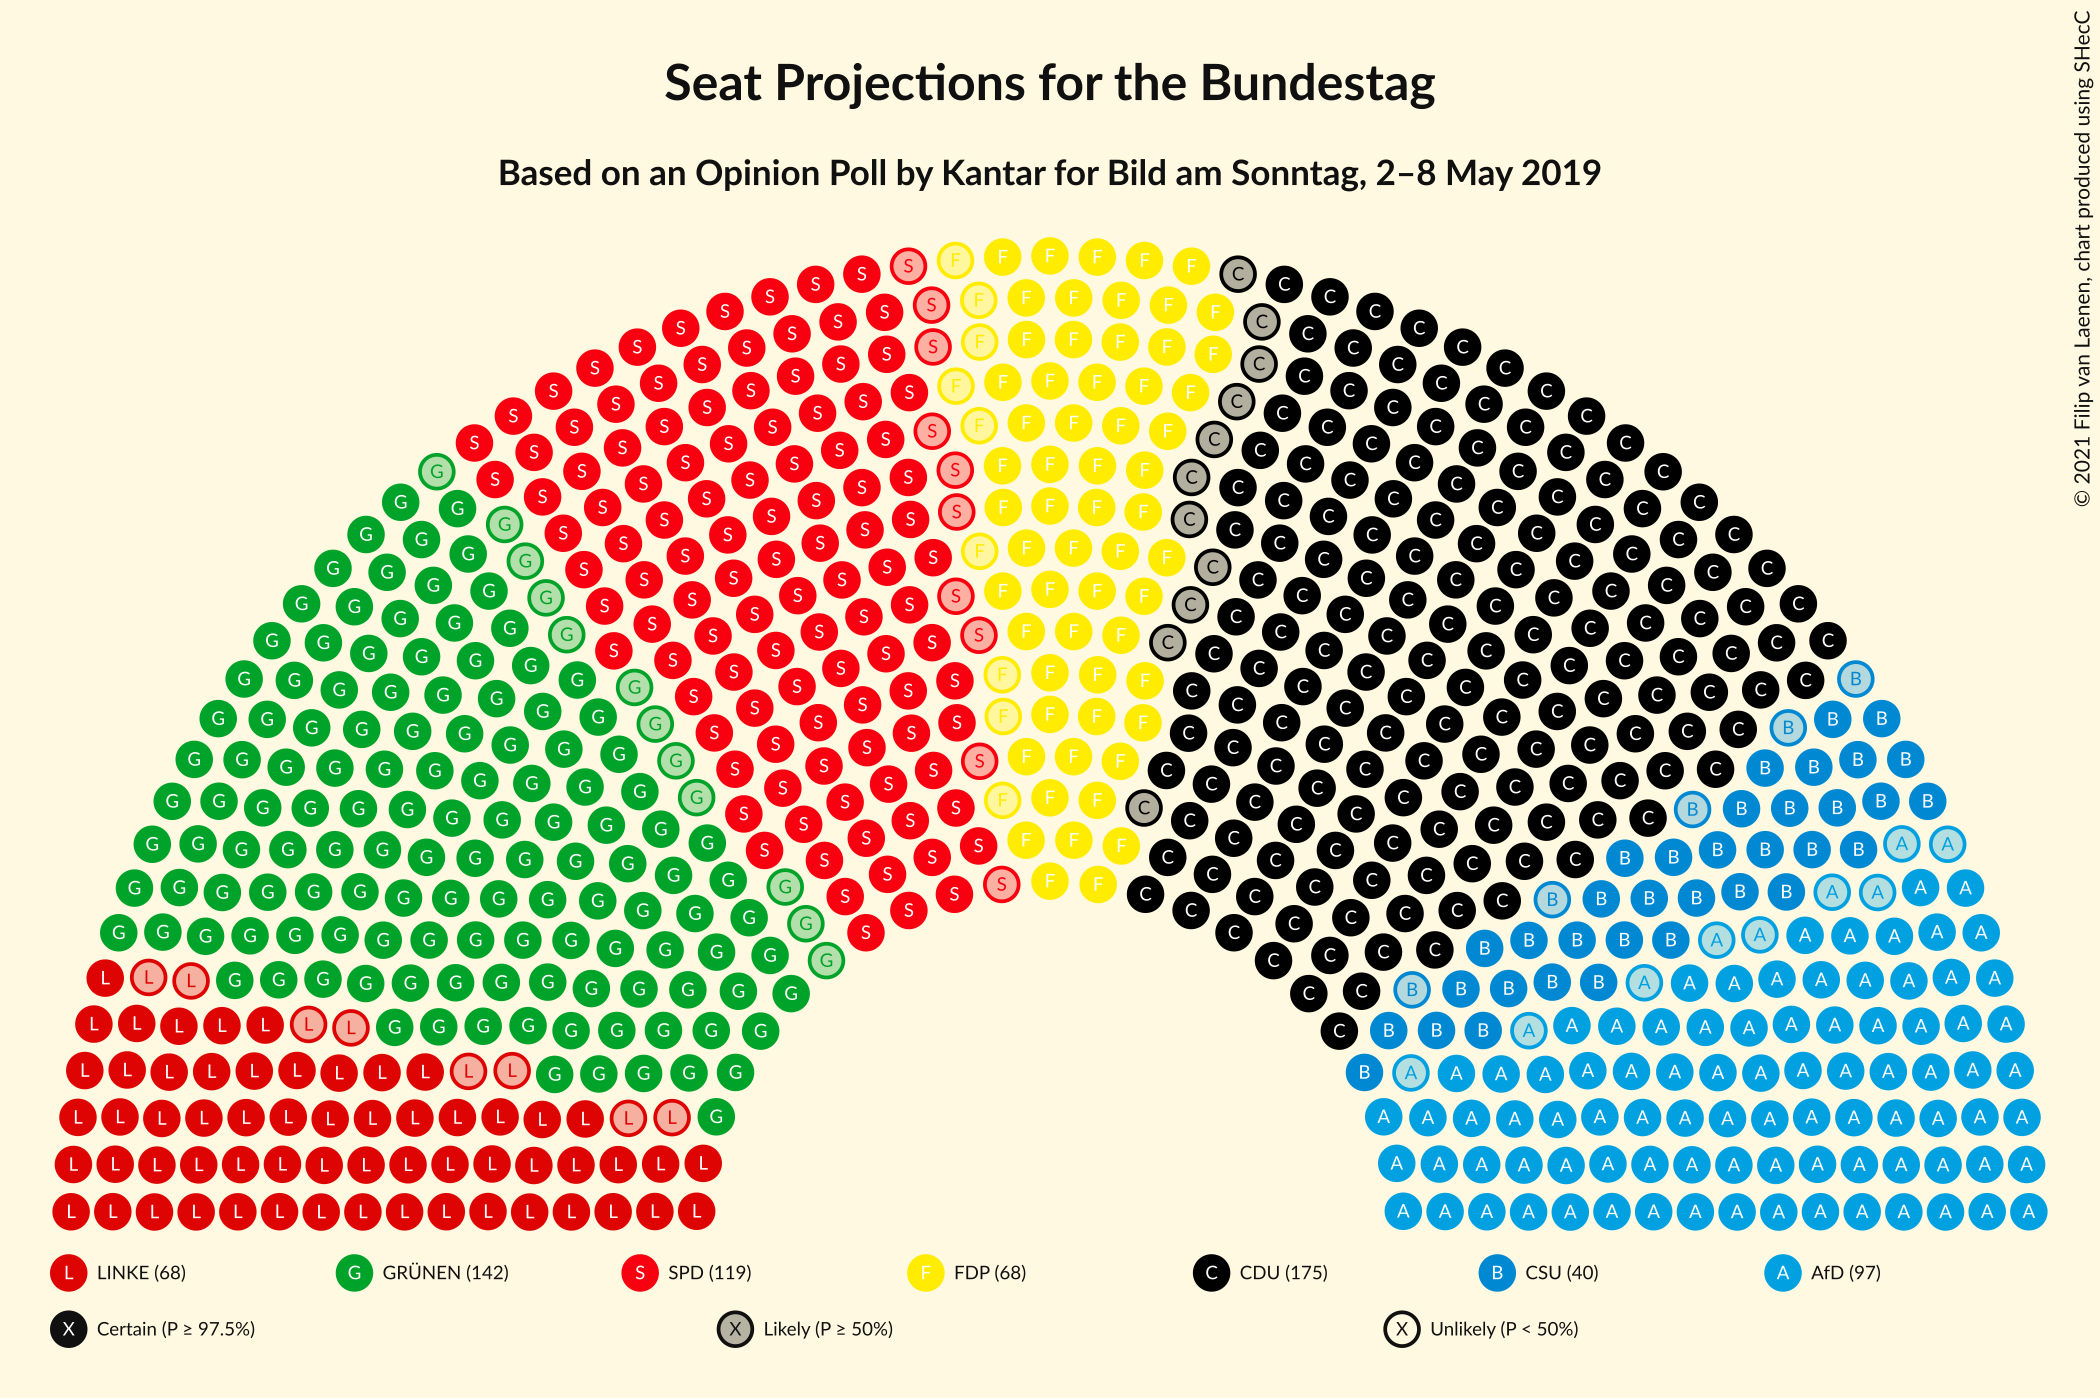 Seat Projections for the Bundestag
Based on an Opinion Poll by Kantar for Bild am Sonntag, 2–8 May 2019
© 2021 Filip van Laenen, chart produced using SHecC
L LINKE (68) G GRÜNEN (142) S SPD (119) F FDP (68) C CDU (175) B CSU (40) A AfD (97)
X Certain (P ≥ 97.5%) X Likely (P ≥ 50%) X Unlikely (P < 50%)